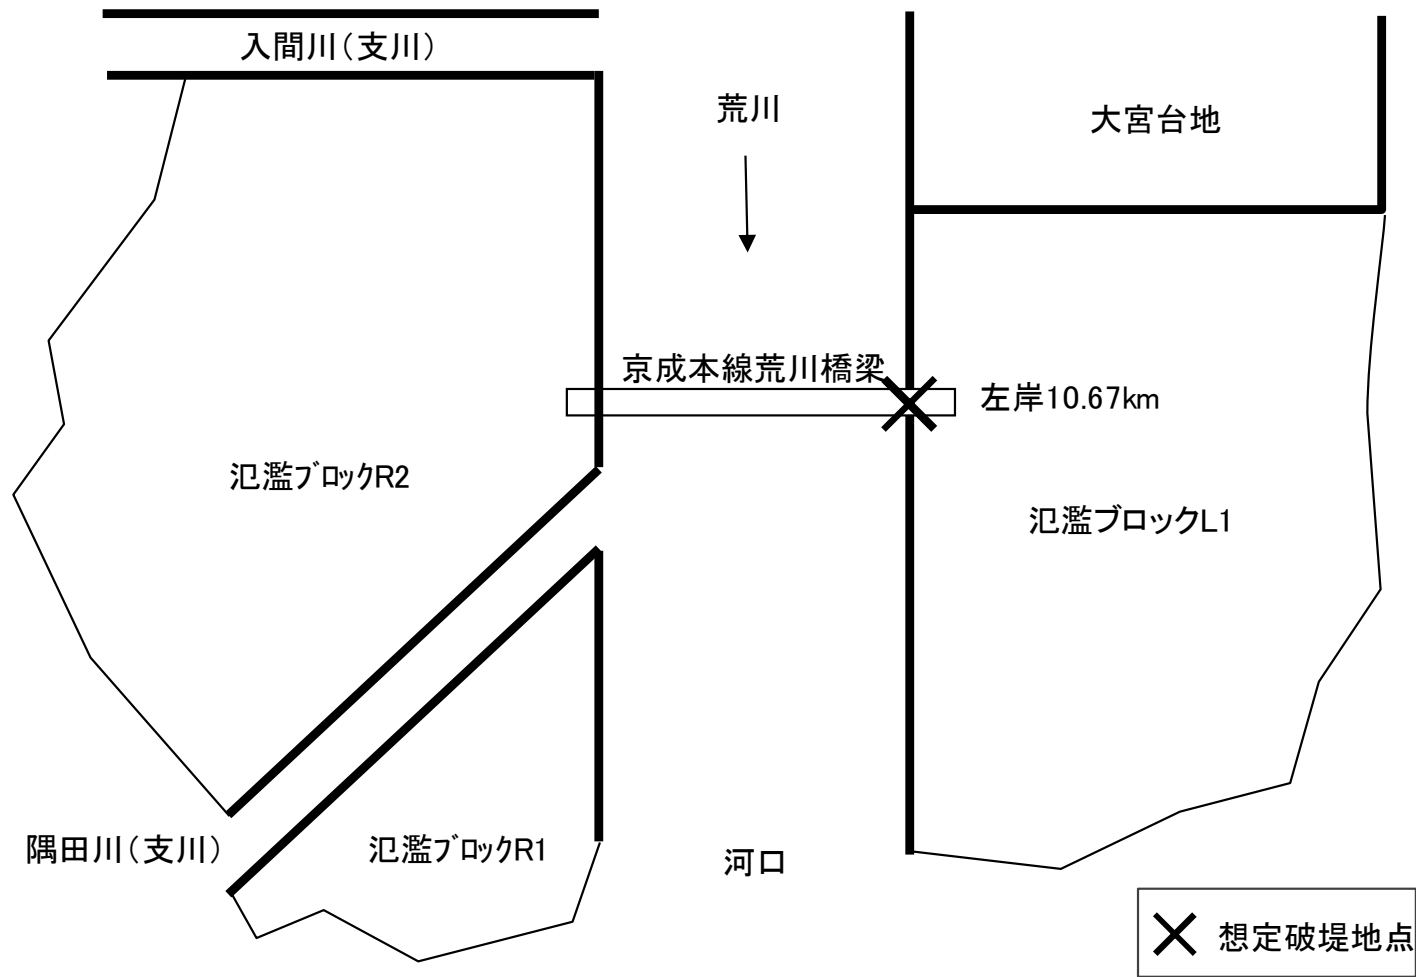 入間川（支川）
荒川
大宮台地
京成本線荒川橋梁
左岸10.67km
氾濫ﾌﾞﾛｯｸR2
氾濫ブロックL1
隅田川（支川）
氾濫ﾌﾞﾛｯｸR1
河口
想定破堤地点